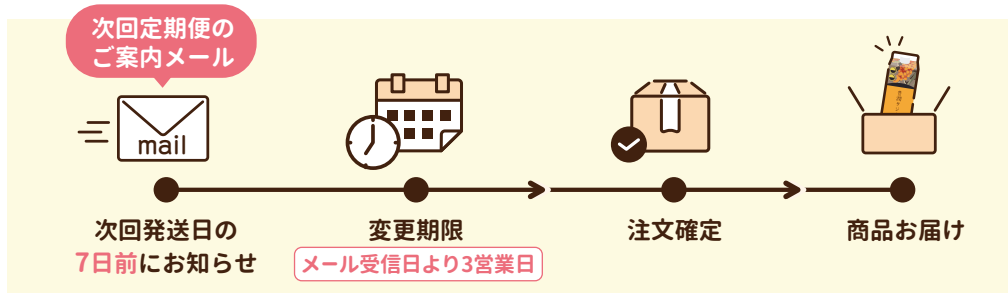 次回定期便の
ご案内メール
mail
次回発送日の
7日前にお知らせ
変更期限
メール受信日より3営業日
注文確定
商品お届け